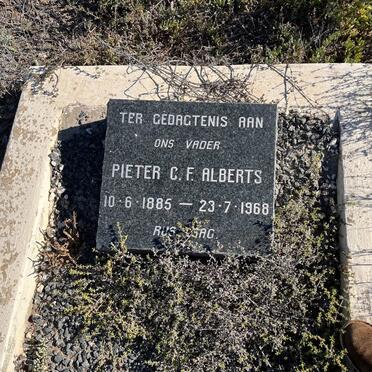 TER GEDAGTENIS AAN
ONS VADER
PIETER C. F. ALBERTS
10-6-1885 — 23-7-1968
RUS SAG